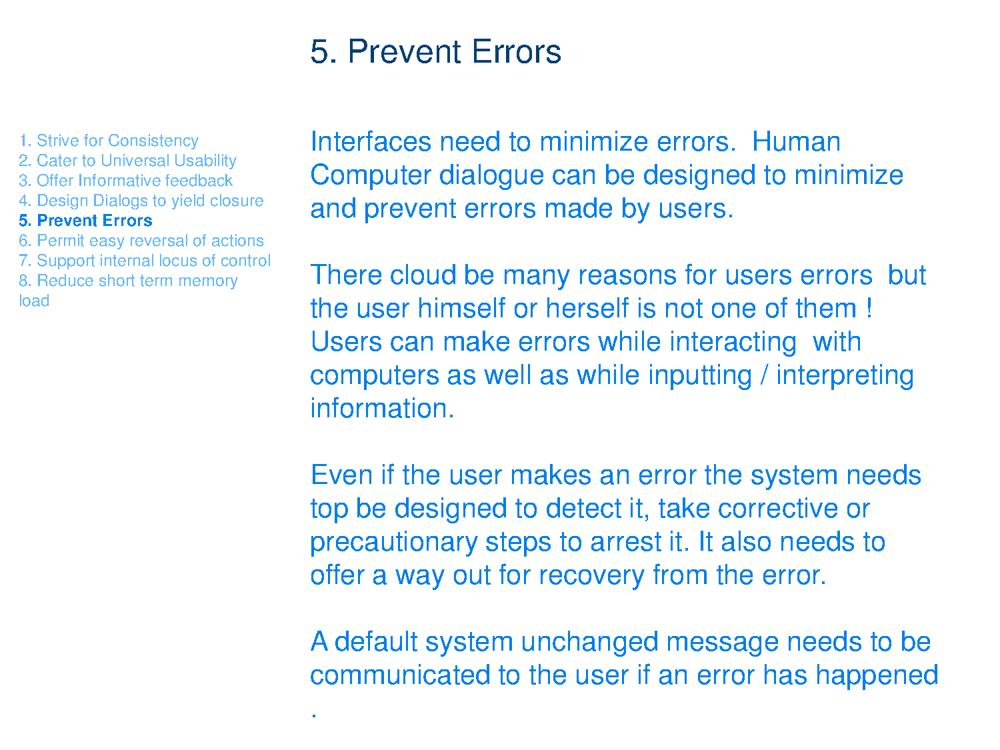 5. Prevent Errors
1. Strive for Consistency
2. Cater to Universal Usability
3. Offer Informative feedback
4. Design Dialogs to yield closure
5. Prevent Errors
6. Permit easy reversal of actions
7. Support internal locus of control
8. Reduce short term memory
load
Interfaces need to minimize errors. Human
Computer dialogue can be designed to minimize
and prevent errors made by users.
There cloud be many reasons for users errors but
the user himself or herself is not one of them !
Users can make errors while interacting with
computers as well as while inputting / interpreting
information.
Even if the user makes an error the system needs
top be designed to detect it, take corrective or
precautionary steps to arrest it. It also needs to
offer a way out for recovery from the error.
A default system unchanged message needs to be
communicated to the user if an error has happened
.